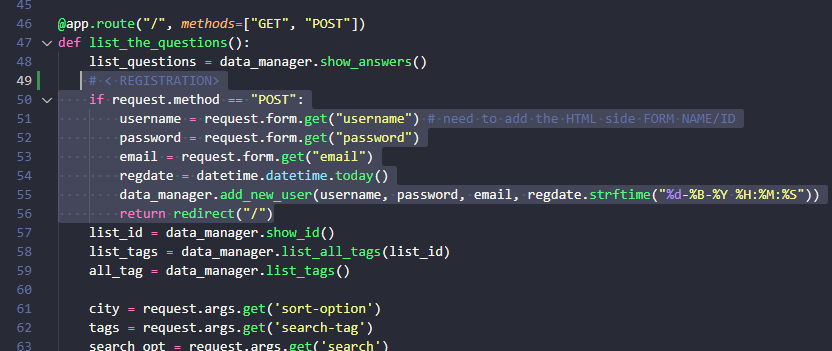 45
46 @app.route("/", methods=["GET", "POST"])
47 def list_the_questions():
48 list_questions = data_manager.show_answers()
49 # < REGISTRATION>
50 if request.method == "POST":
51 username = request.form.get("username") # need to add the HTML side FORM NAME/ID
52 password = request.form.get("password")
53 email = request.form.get("email")
54 regdate = datetime.datetime.today()
55 data_manager.add_new_user(username, password, email, regdate.strftime("%d-%B-%Y %H:%M:%S"))
56 return redirect("/")
57 list_id = data_manager.show_id()
58 list_tags = data_manager.list_all_tags(list_id)
59 all_tag = data_manager.list_tags()
60
61 city = request.args.get('sort-option')
62 tags = request.args.get('search-tag')
63 search_opt = request.args.get('search')